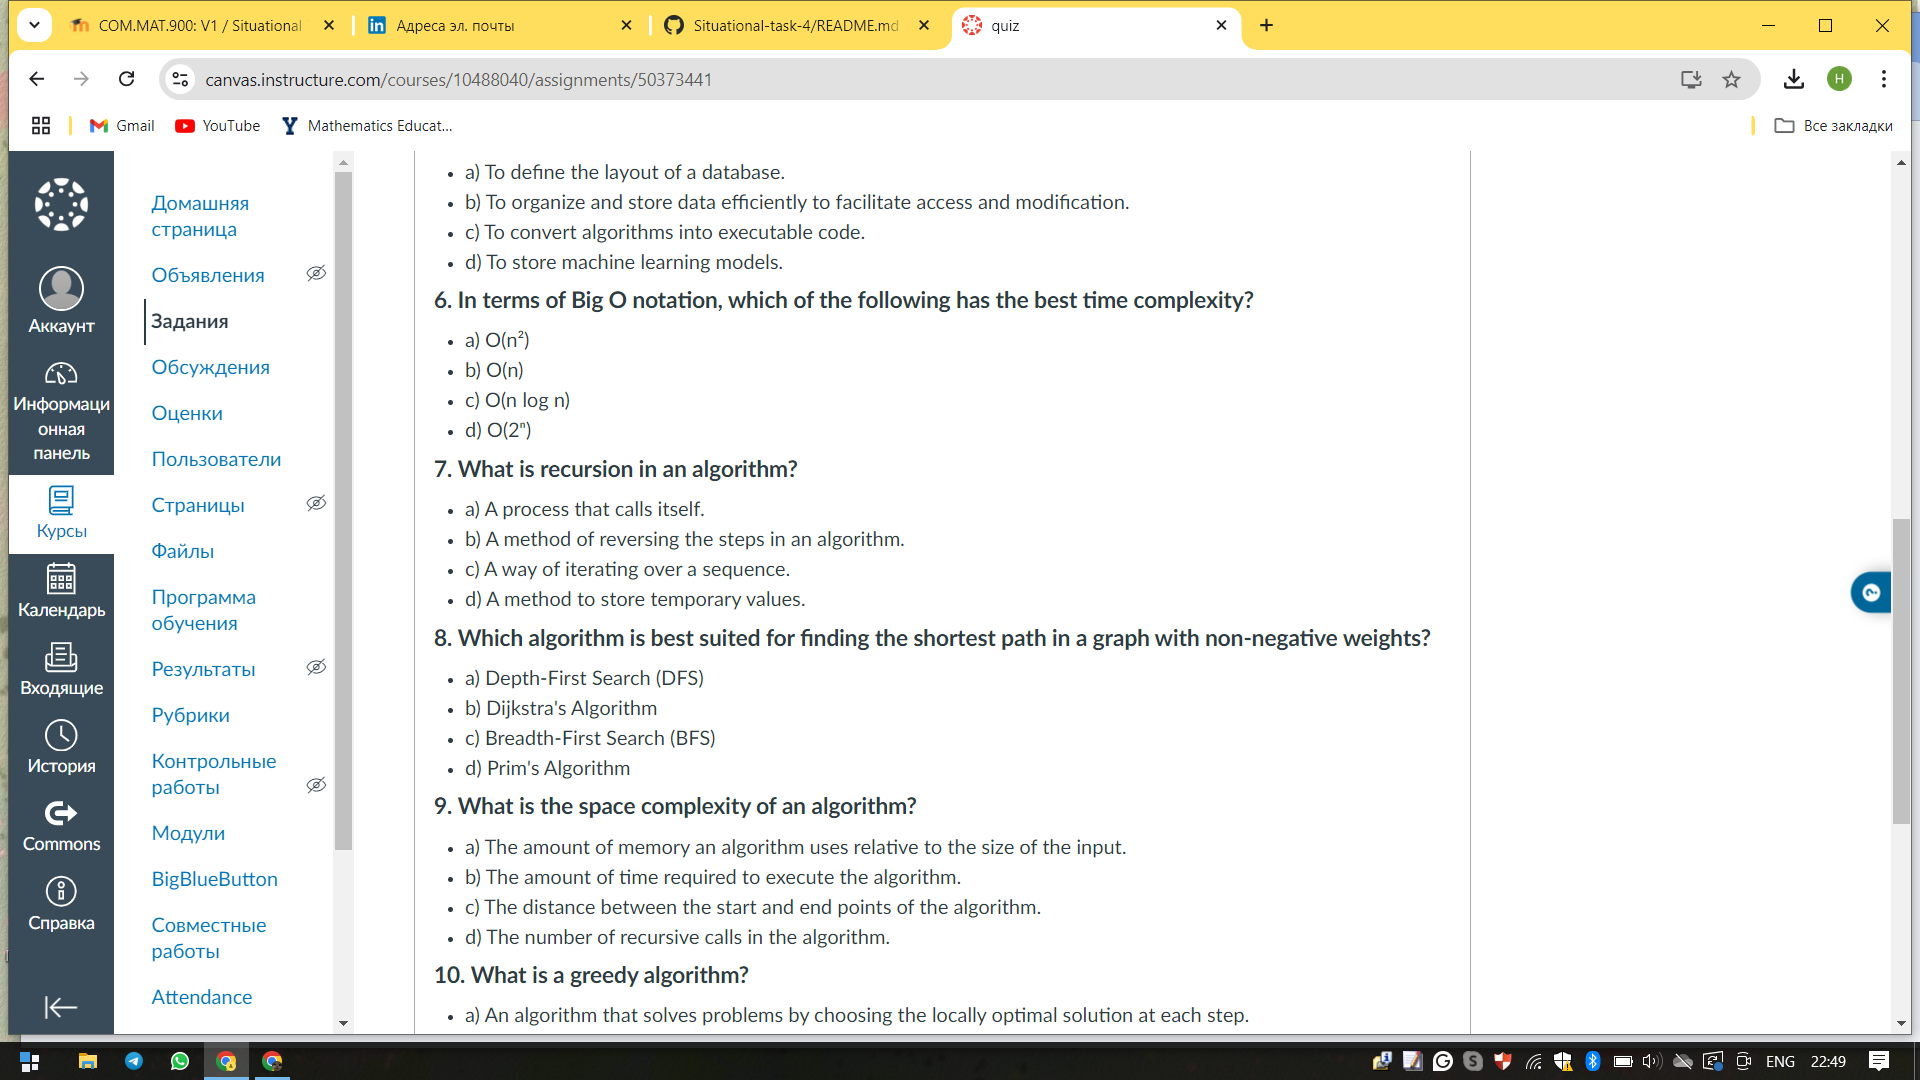 COM.MAT.900: V1 / Situational
Адреса эл. почты
Situational-task-4/README.md
quiz
canvas.instructure.com/courses/10488040/assignments/50373441
H
Gmail
YouTube
Mathematics Educat...
Все закладки
Аккаунт
Информаци
онная
панель
Курсы
Календарь
Входящие
История
Commons
Справка
Домашняя
страница
Объявления
Задания
Обсуждения
Оценки
Пользователи
Страницы
Файлы
Программа
обучения
Результаты
Рубрики
Контрольные
работы
Модули
BigBlueButton
Совместные
работы
Attendance
a) To define the layout of a database.
b) To organize and store data efficiently to facilitate access and modification.
c) To convert algorithms into executable code.
d) To store machine learning models.
6. In terms of Big O notation, which of the following has the best time complexity?
a) O(n²)
b) O(n)
c) O(n log n)
d) O(2ⁿ)
7. What is recursion in an algorithm?
a) A process that calls itself.
b) A method of reversing the steps in an algorithm.
c) A way of iterating over a sequence.
d) A method to store temporary values.
8. Which algorithm is best suited for finding the shortest path in a graph with non-negative weights?
a) Depth-First Search (DFS)
b) Dijkstra's Algorithm
c) Breadth-First Search (BFS)
d) Prim's Algorithm
9. What is the space complexity of an algorithm?
a) The amount of memory an algorithm uses relative to the size of the input.
b) The amount of time required to execute the algorithm.
c) The distance between the start and end points of the algorithm.
d) The number of recursive calls in the algorithm.
10. What is a greedy algorithm?
a) An algorithm that solves problems by choosing the locally optimal solution at each step.
ENG
22:49